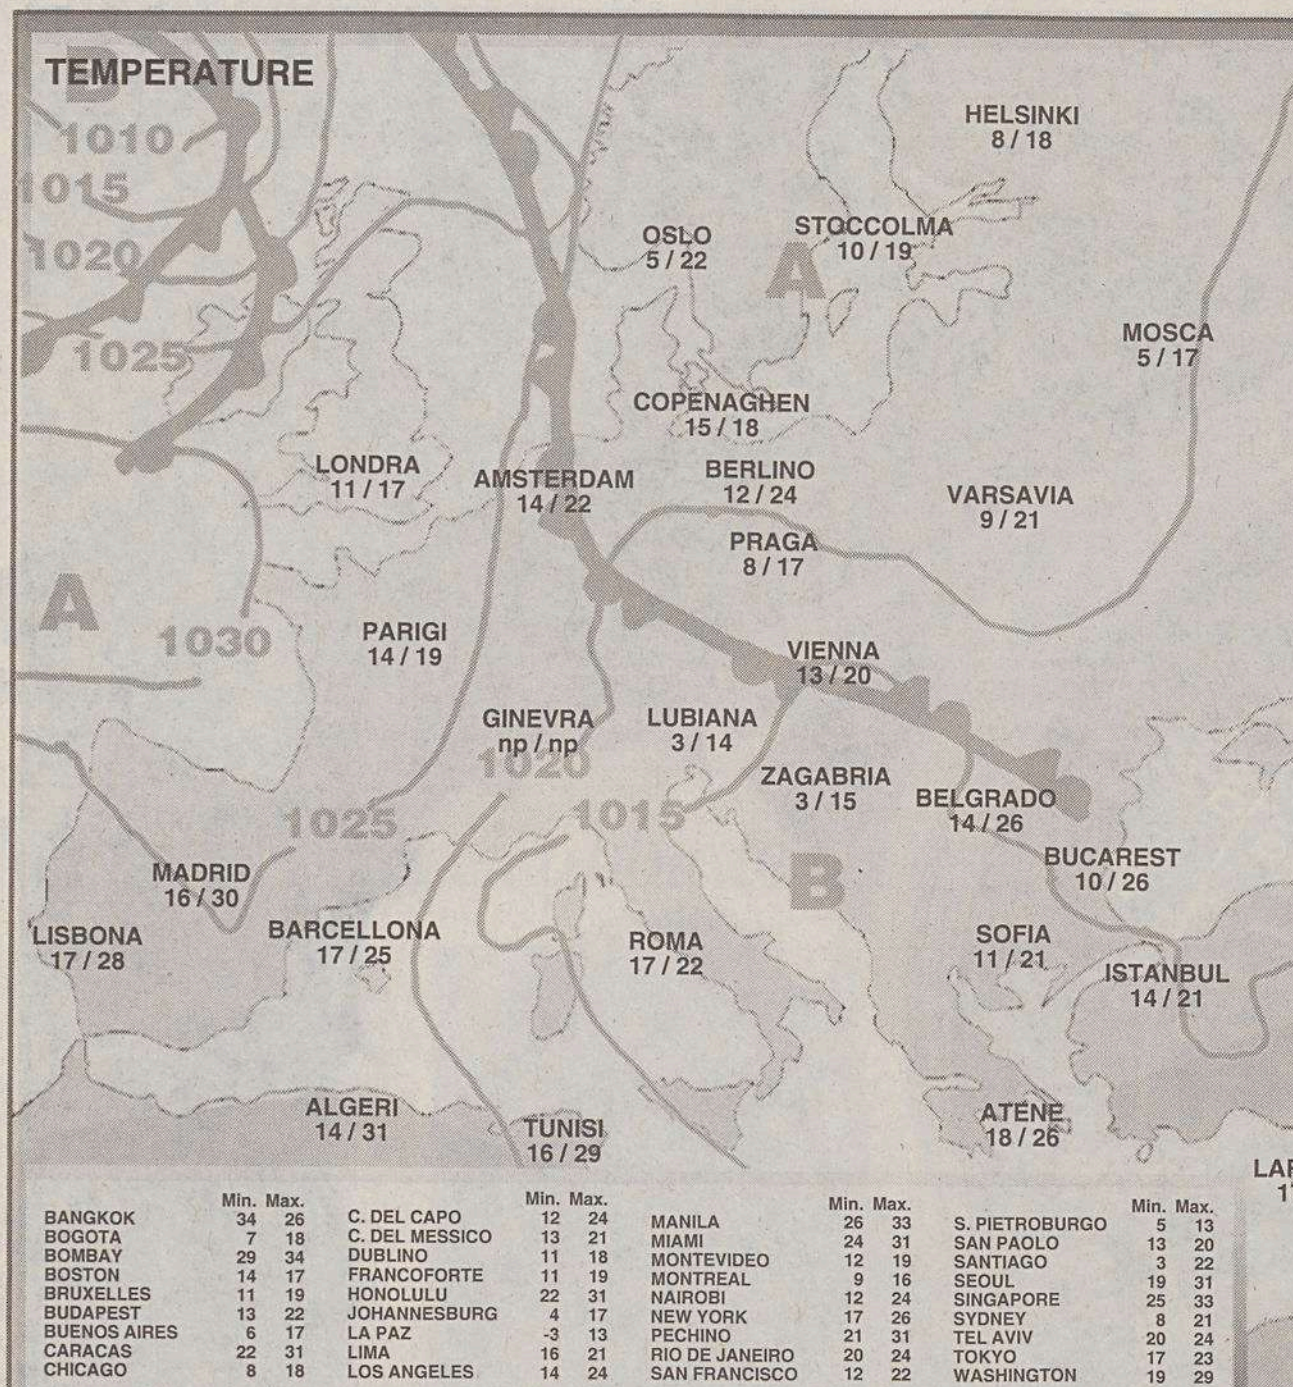 TEMPERATURE
B
1010
1015
1020
1025
HELSINKI
8 / 18
OSLO
5 / 22
STOCCOLMA
10 / 19
A
MOSCA
5 / 17
COPENAGHEN
15 / 18
LONDRA
11 / 17
AMSTERDAM
14 / 22
BERLINO
12 / 24
VARSAVIA
9 / 21
PRAGA
8 / 17
A
1030
PARIGI
14 / 19
VIENNA
13 / 20
GINEVRA
np / np
LUBIANA
3 / 14
1020
ZAGABRIA
3 / 15
BELGRADO
14 / 26
1025
1015
MADRID
16 / 30
B
BUCAREST
10 / 26
LISBONA
17 / 28
BARCELLONA
17 / 25
ROMA
17 / 22
SOFIA
11 / 21
ISTANBUL
14 / 21
ALGERI
14 / 31
TUNISI
16 / 29
ATENE
18 / 26
Min. Max.
BANGKOK 34 26
BOGOTA 7 18
BOMBAY 29 34
BOSTON 14 17
BRUXELLES 11 19
BUDAPEST 13 22
BUENOS AIRES 6 17
CARACAS 22 31
CHICAGO 8 18
Min. Max.
C. DEL CAPO 12 24
C. DEL MESSICO 13 21
DUBLINO 11 18
FRANCOFORTE 11 19
HONOLULU 22 31
JOHANNESBURG 4 17
LA PAZ -3 13
LIMA 16 21
LOS ANGELES 14 24
Min. Max.
MANILA 26 33
MIAMI 24 31
MONTEVIDEO 12 19
MONTREAL 9 16
NAIROBI 12 24
NEW YORK 17 26
PECHINO 21 31
RIO DE JANEIRO 20 24
SAN FRANCISCO 12 22
Min. Max.
S. PIETROBURGO 5 13
SAN PAOLO 13 20
SANTIAGO 3 22
SEOUL 19 31
SINGAPORE 25 33
SYDNEY 8 21
TEL AVIV 20 24
TOKYO 17 23
WASHINGTON 19 29